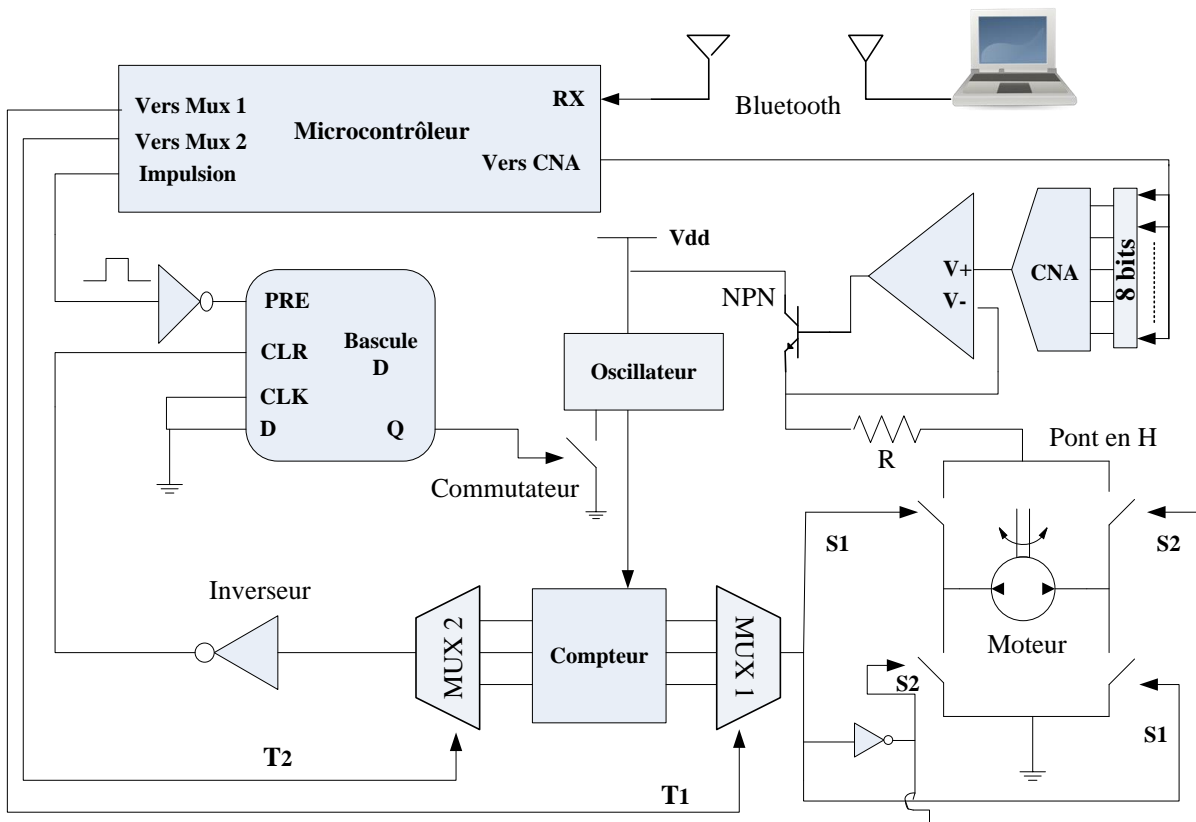 Vers Mux 1
Vers Mux 2
Impulsion
Microcontrôleur
RX
Vers CNA
Bluetooth
Vdd
NPN
V+
V-
CNA
8 bits
PRE
CLR
CLK
D
Bascule
D
Q
Oscillateur
Commutateur
R
Pont en H
S1
S2
Inverseur
MUX 2
Compteur
MUX 1
Moteur
S2
S1
T2
T1